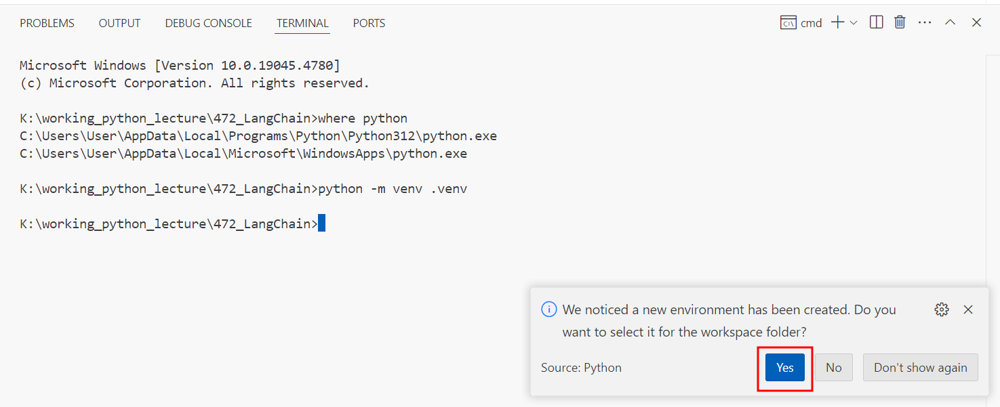 PROBLEMS OUTPUT DEBUG CONSOLE TERMINAL PORTS cmd
Microsoft Windows [Version 10.0.19045.4780]
(c) Microsoft Corporation. All rights reserved.
K:\working_python_lecture\472_LangChain>where python
C:\Users\User\AppData\Local\Programs\Python\Python312\python.exe
C:\Users\User\AppData\Local\Microsoft\WindowsApps\python.exe
K:\working_python_lecture\472_LangChain>python -m venv .venv
K:\working_python_lecture\472_LangChain>
We noticed a new environment has been created. Do you
want to select it for the workspace folder?
Source: Python Yes No Don't show again